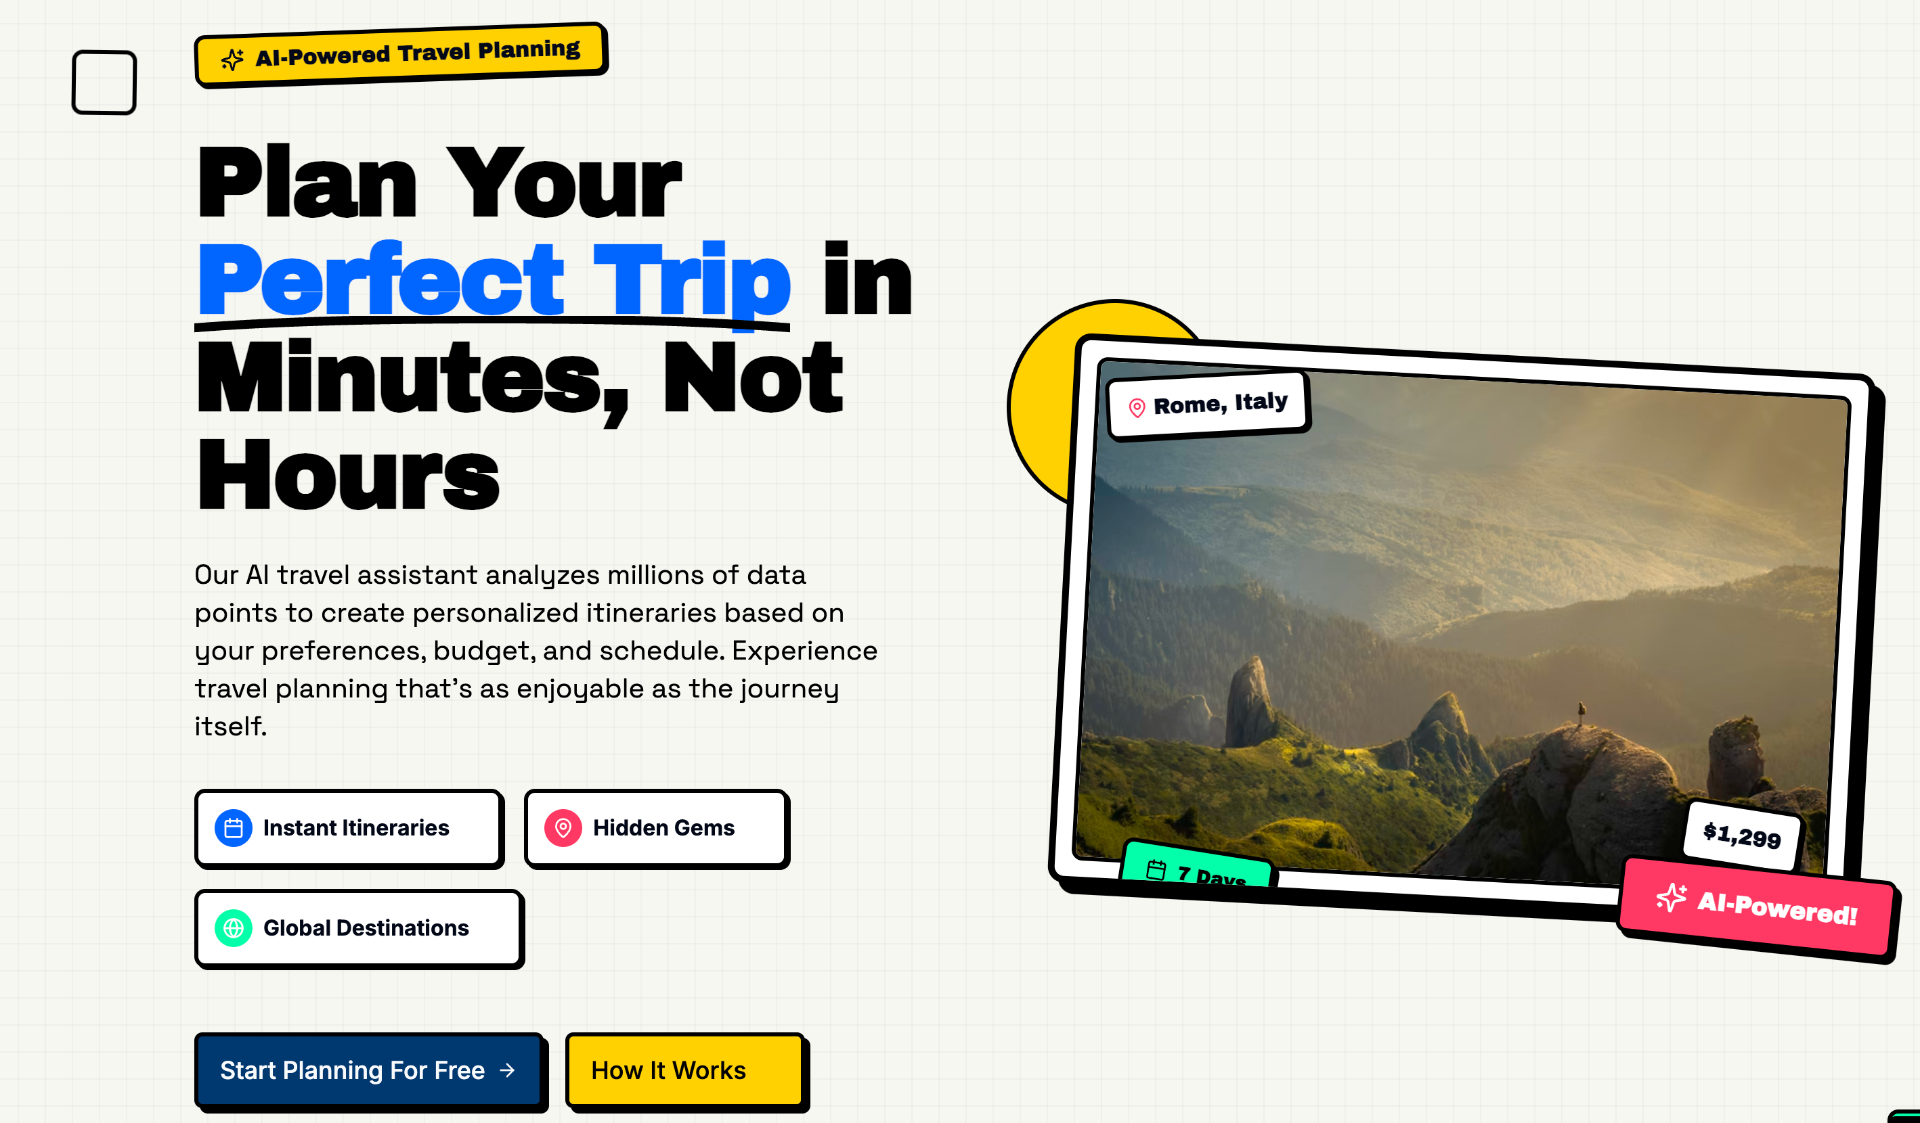 AI-Powered Travel Planning
Plan Your
Perfect Trip in
Minutes, Not
Hours
Our AI travel assistant analyzes millions of data
points to create personalized itineraries based on
your preferences, budget, and schedule. Experience
travel planning that's as enjoyable as the journey
itself.
Instant Itineraries
Hidden Gems
Global Destinations
Start Planning For Free →
How It Works
Rome, Italy
$1,299
7 Days
AI-Powered!